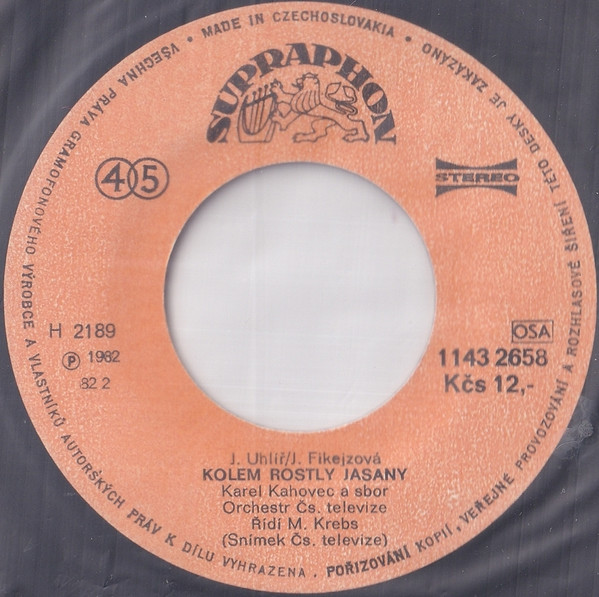 VŠECHNA PRÁVA GRAMOFONOVÉHO VÝROBCE A VLASTNÍKŮ AUTORSKÝCH PRÁV K DÍLU VYHRAZENA. POŘIZOVÁNÍ KOPIÍ, VEŘEJNÉ PROVOZOVÁNÍ A ROZHLASOVÉ ŠÍŘENÍ TÉTO DESKY JE ZAKÁZÁNO • MADE IN CZECHOSLOVAKIA •
SUPRAPHON
45
STEREO
H 2189
℗ 1982
82 2
OSA
1143 2658
Kčs 12,-
J. Uhlíř/J. Fikejzová
KOLEM ROSTLY JASANY
Karel Kahovec a sbor
Orchestr Čs. televize
Řídí M. Krebs
(Snímek Čs. televize)